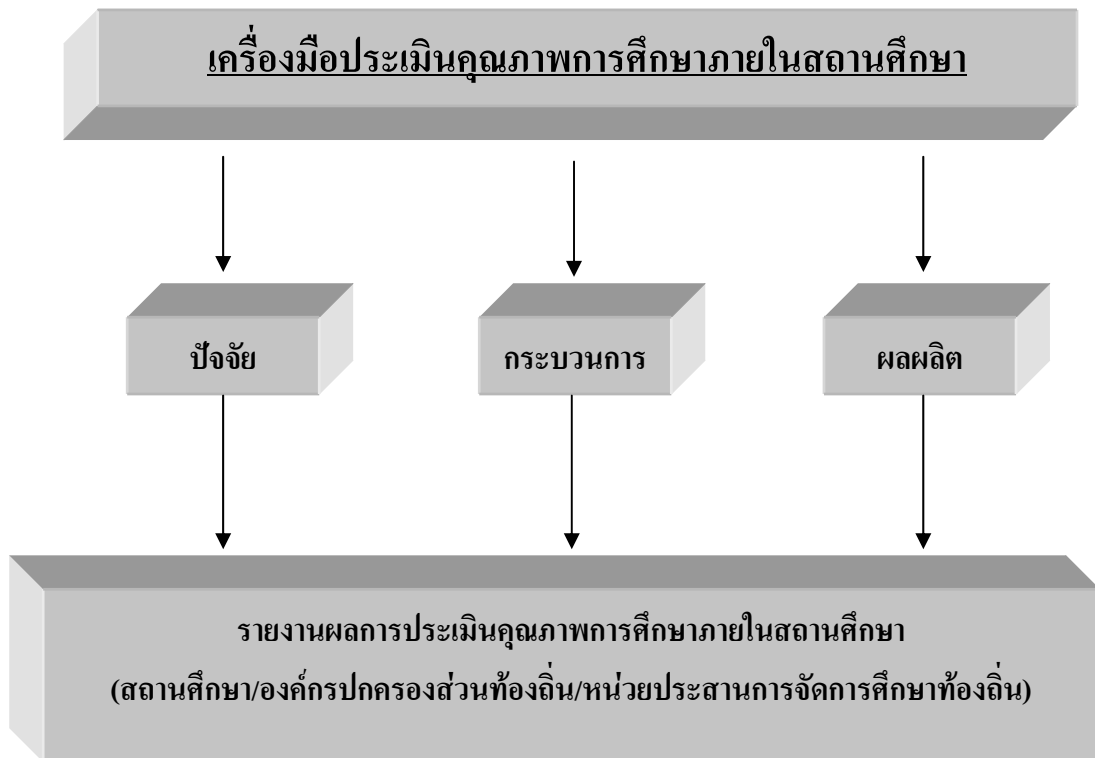 เครื่องมือประเมินคุณภาพการศึกษาภายในสถานศึกษา
ปัจจัย
กระบวนการ
ผลผลิต
รายงานผลการประเมินคุณภาพการศึกษาภายในสถานศึกษา
(สถานศึกษา/องค์กรปกครองส่วนท้องถิ่น/หน่วยประสานการจัดการศึกษาท้องถิ่น)